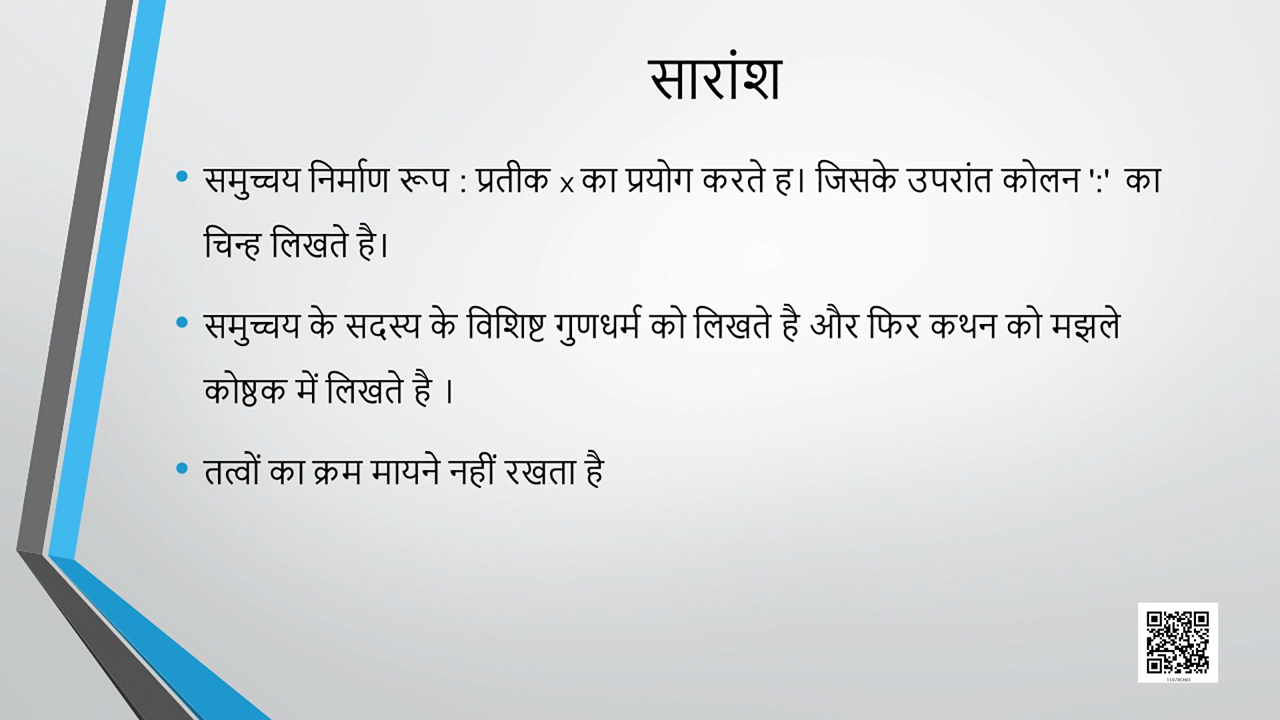 सारांश
समुच्चय निर्माण रूप : प्रतीक x का प्रयोग करते ह। जिसके उपरांत कोलन ':' का
चिन्ह लिखते है।
समुच्चय के सदस्य के विशिष्ट गुणधर्म को लिखते है और फिर कथन को मझले
कोष्ठक में लिखते है ।
तत्वों का क्रम मायने नहीं रखता है